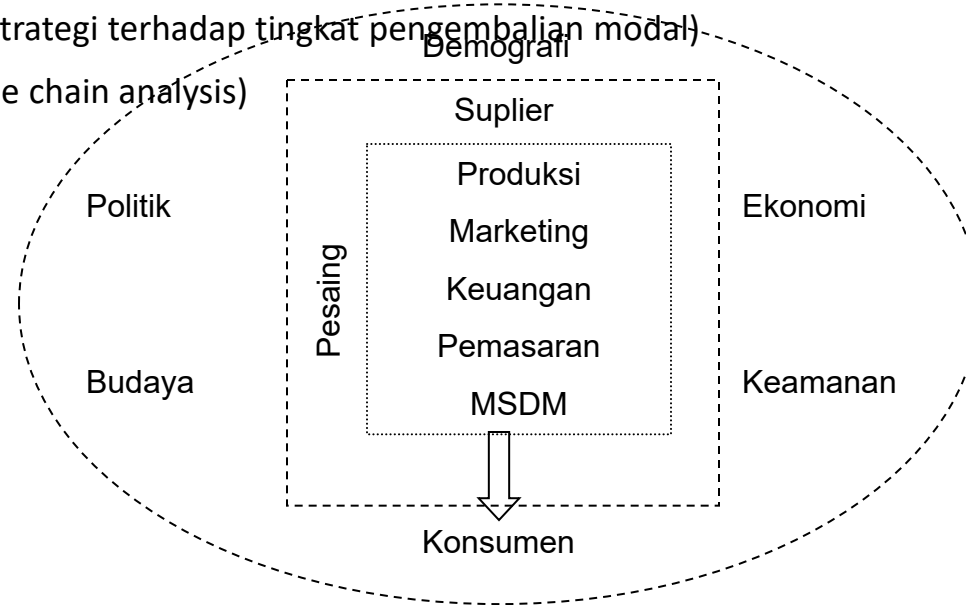 trategi terhadap tingkat pengembalian modal)
Demografi
e chain analysis)
Suplier
Produksi
Politik
Ekonomi
Marketing
Pesaing
Keuangan
Pemasaran
Budaya
Keamanan
MSDM
Konsumen